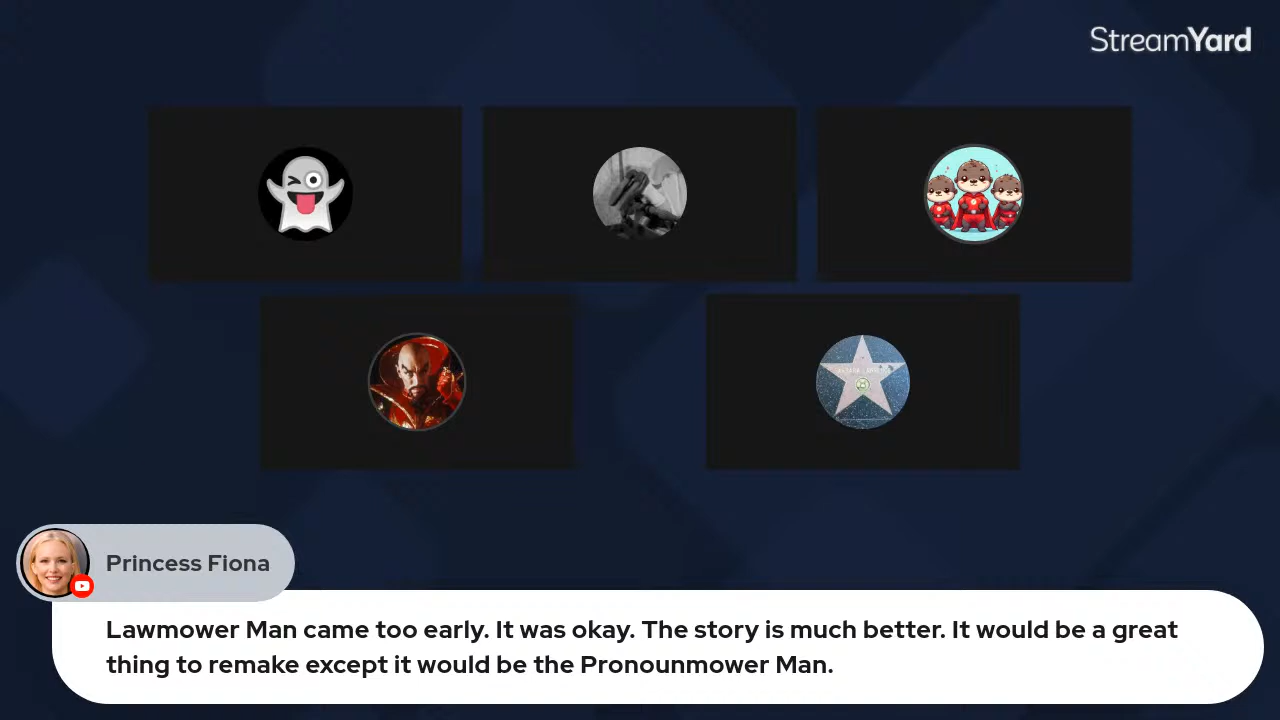 StreamYard
Princess Fiona
Lawmower Man came too early. It was okay. The story is much better. It would be a great
thing to remake except it would be the Pronounmower Man.